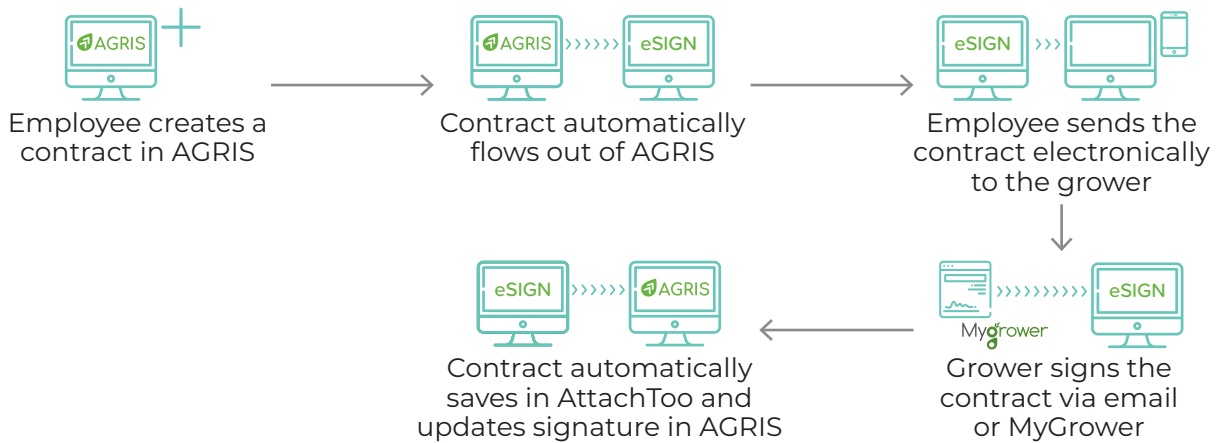 AGRIS
Employee creates a
contract in AGRIS
AGRIS eSIGN
Contract automatically
flows out of AGRIS
eSIGN
Employee sends the
contract electronically
to the grower
eSIGN
Mygrower
Grower signs the
contract via email
or MyGrower
eSIGN AGRIS
Contract automatically
saves in AttachToo and
updates signature in AGRIS